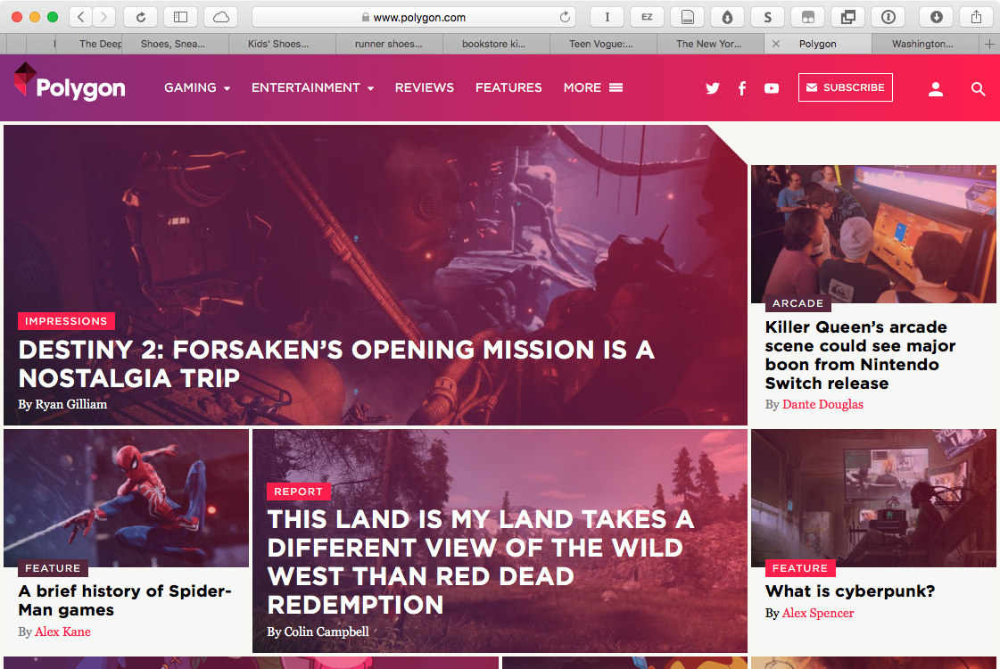 www.polygon.com
EZ
S
The Deep
Shoes, Snea...
Kids' Shoes...
runner shoes...
bookstore ki...
Teen Vogue:...
The New Yor...
Polygon
Washington...
Polygon
GAMING
ENTERTAINMENT
REVIEWS
FEATURES
MORE
SUBSCRIBE
IMPRESSIONS
DESTINY 2: FORSAKEN'S OPENING MISSION IS A
NOSTALGIA TRIP
By Ryan Gilliam
ARCADE
Killer Queen's arcade
scene could see major
boon from Nintendo
Switch release
By Dante Douglas
FEATURE
A brief history of Spider-
Man games
By Alex Kane
REPORT
THIS LAND IS MY LAND TAKES A
DIFFERENT VIEW OF THE WILD
WEST THAN RED DEAD
REDEMPTION
By Colin Campbell
FEATURE
What is cyberpunk?
By Alex Spencer